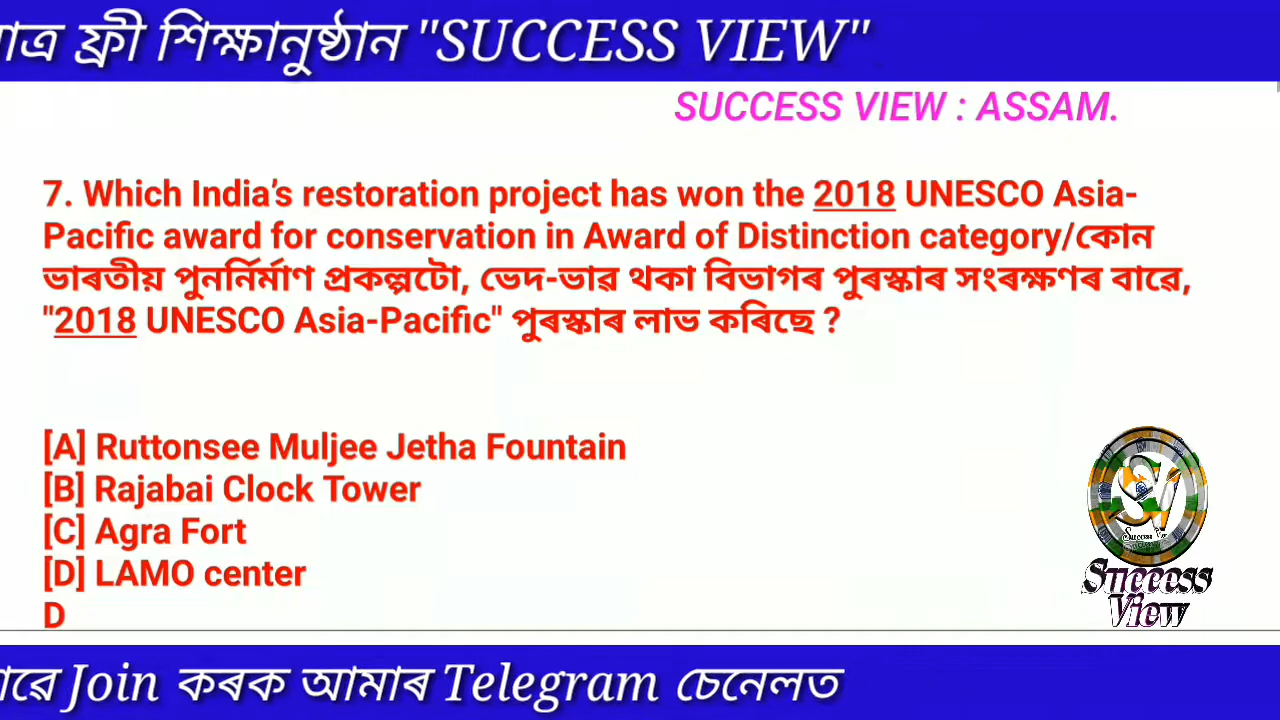 াত্ৰ ফ্ৰী শিক্ষানুষ্ঠান "SUCCESS VIEW"
SUCCESS VIEW : ASSAM.
7. Which India's restoration project has won the 2018 UNESCO Asia-
Pacific award for conservation in Award of Distinction category/কোন
ভাৰতীয় পুনৰ্নিৰ্মাণ প্ৰকল্পটো, ভেদ-ভাৱ থকা বিভাগৰ পুৰস্কাৰ সংৰক্ষণৰ বাৱে,
"2018 UNESCO Asia-Pacific" পুৰস্কাৰ লাভ কৰিছে ?
[A] Ruttonsee Muljee Jetha Fountain
[B] Rajabai Clock Tower
[C] Agra Fort
[D] LAMO center
D
Success
View
াৱে Join কৰক আমাৰ Telegram চেনেলত